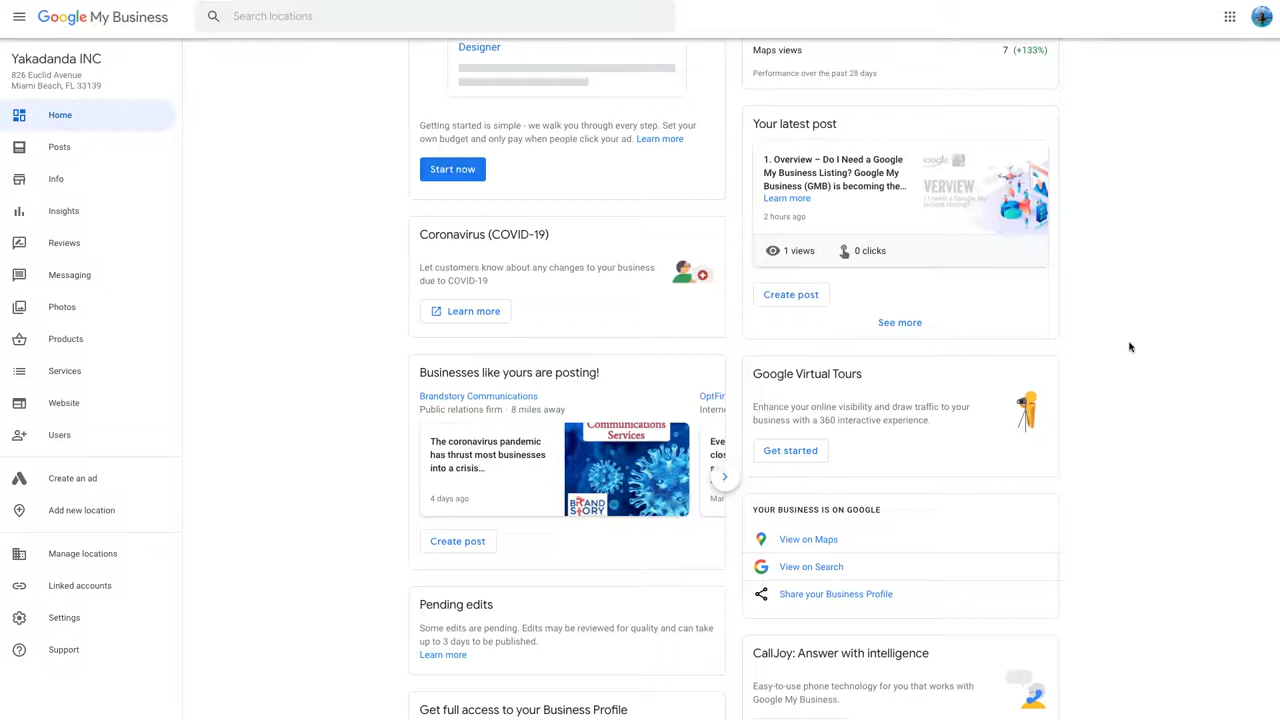 Google My Business
Search locations
Yakadanda INC
826 Euclid Avenue
Miami Beach, FL 33139
Home
Posts
Info
Insights
Reviews
Messaging
Photos
Products
Services
Website
Users
Create an ad
Add new location
Manage locations
Linked accounts
Settings
Support
Designer
Getting started is simple - we walk you through every step. Set your
own budget and only pay when people click your ad. Learn more
Start now
Coronavirus (COVID-19)
Let customers know about any changes to your business
due to COVID-19
Learn more
Businesses like yours are posting!
Brandstory Communications
Public relations firm · 8 miles away
The coronavirus pandemic
has thrust most businesses
into a crisis...
4 days ago
Communications
Services
BRAND
STORY
Create post
Pending edits
Some edits are pending. Edits may be reviewed for quality and can take
up to 3 days to be published.
Learn more
Get full access to your Business Profile
Maps views
7 (+133%)
Performance over the past 28 days
Your latest post
1. Overview – Do I Need a Google
My Business Listing? Google My
Business (GMB) is becoming the...
Learn more
2 hours ago
1 views
0 clicks
Create post
See more
Google Virtual Tours
Enhance your online visibility and draw traffic to your
business with a 360 interactive experience.
Get started
YOUR BUSINESS IS ON GOOGLE
View on Maps
View on Search
Share your Business Profile
CallJoy: Answer with intelligence
Easy-to-use phone technology for you that works with
Google My Business.